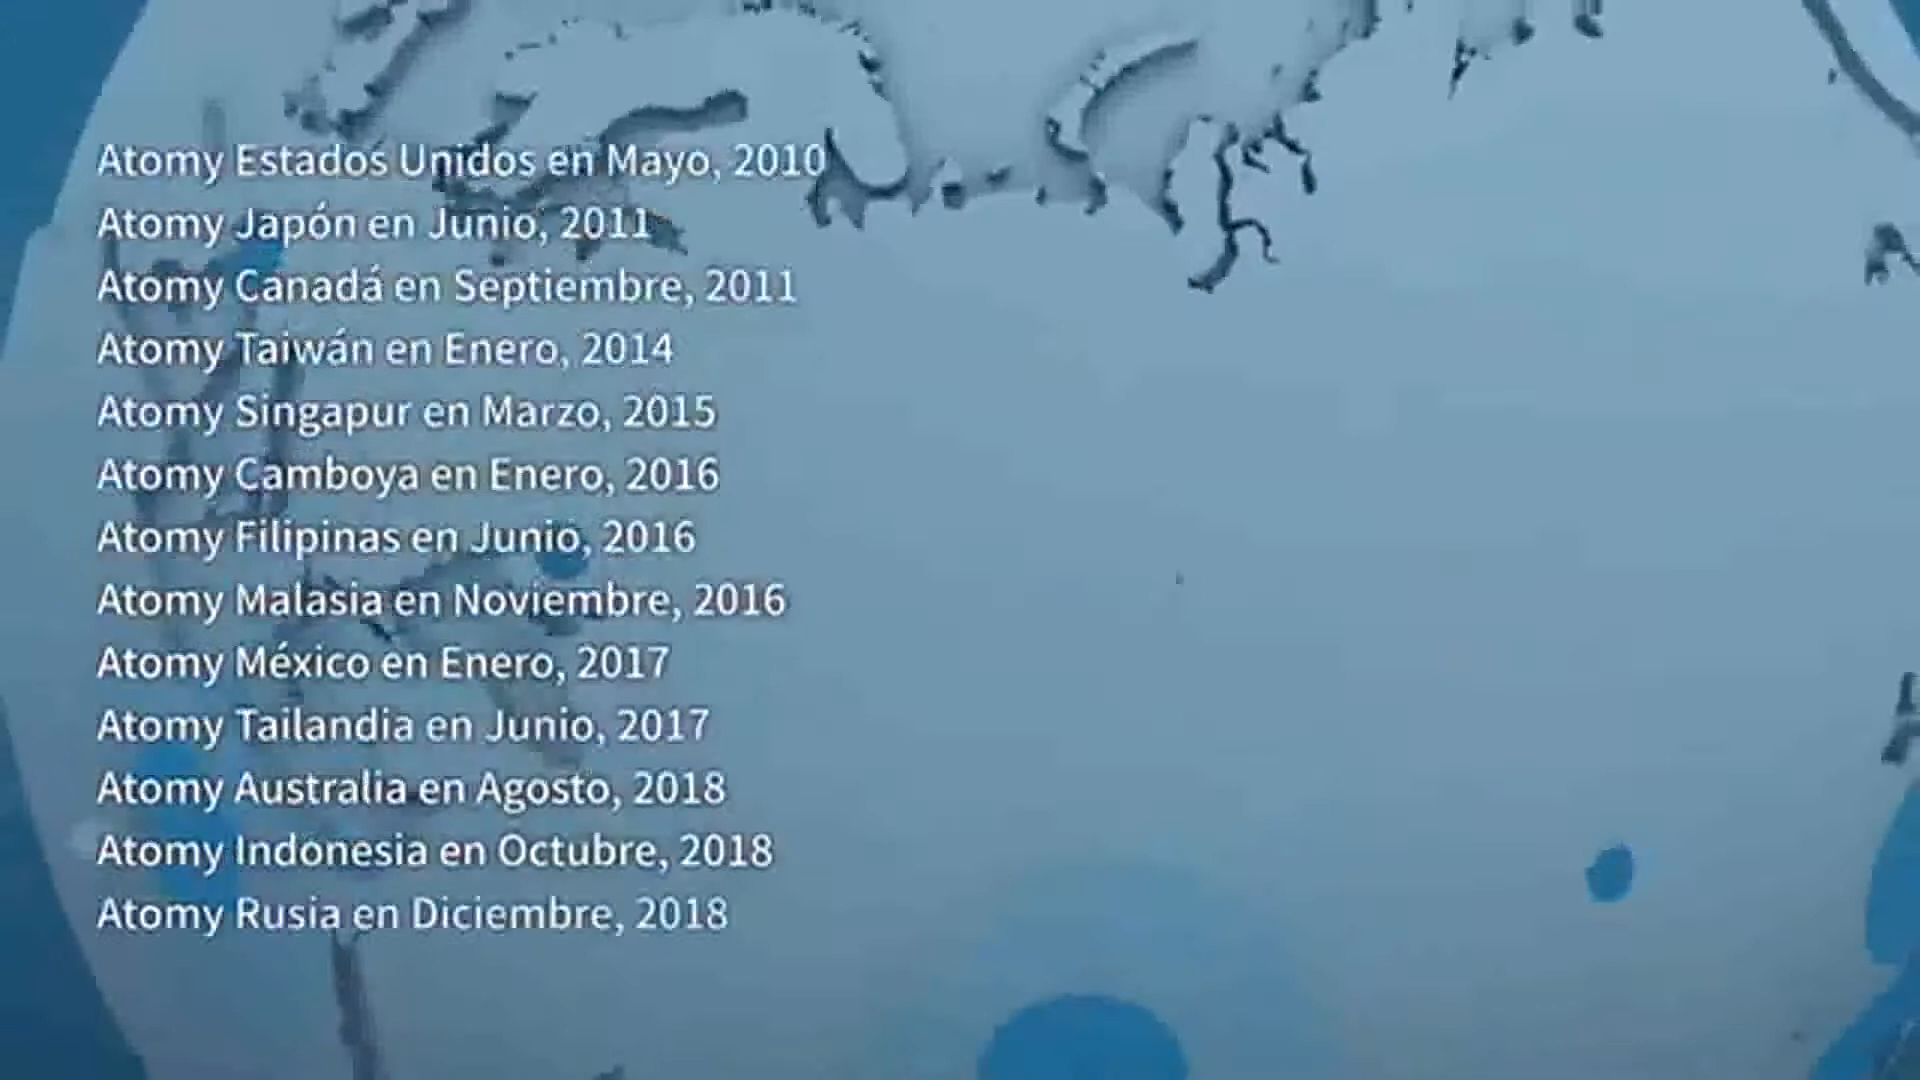 Atomy Estados Unidos en Mayo, 2010
Atomy Japón en Junio, 2011
Atomy Canadá en Septiembre, 2011
Atomy Taiwán en Enero, 2014
Atomy Singapur en Marzo, 2015
Atomy Camboya en Enero, 2016
Atomy Filipinas en Junio, 2016
Atomy Malasia en Noviembre, 2016
Atomy México en Enero, 2017
Atomy Tailandia en Junio, 2017
Atomy Australia en Agosto, 2018
Atomy Indonesia en Octubre, 2018
Atomy Rusia en Diciembre, 2018